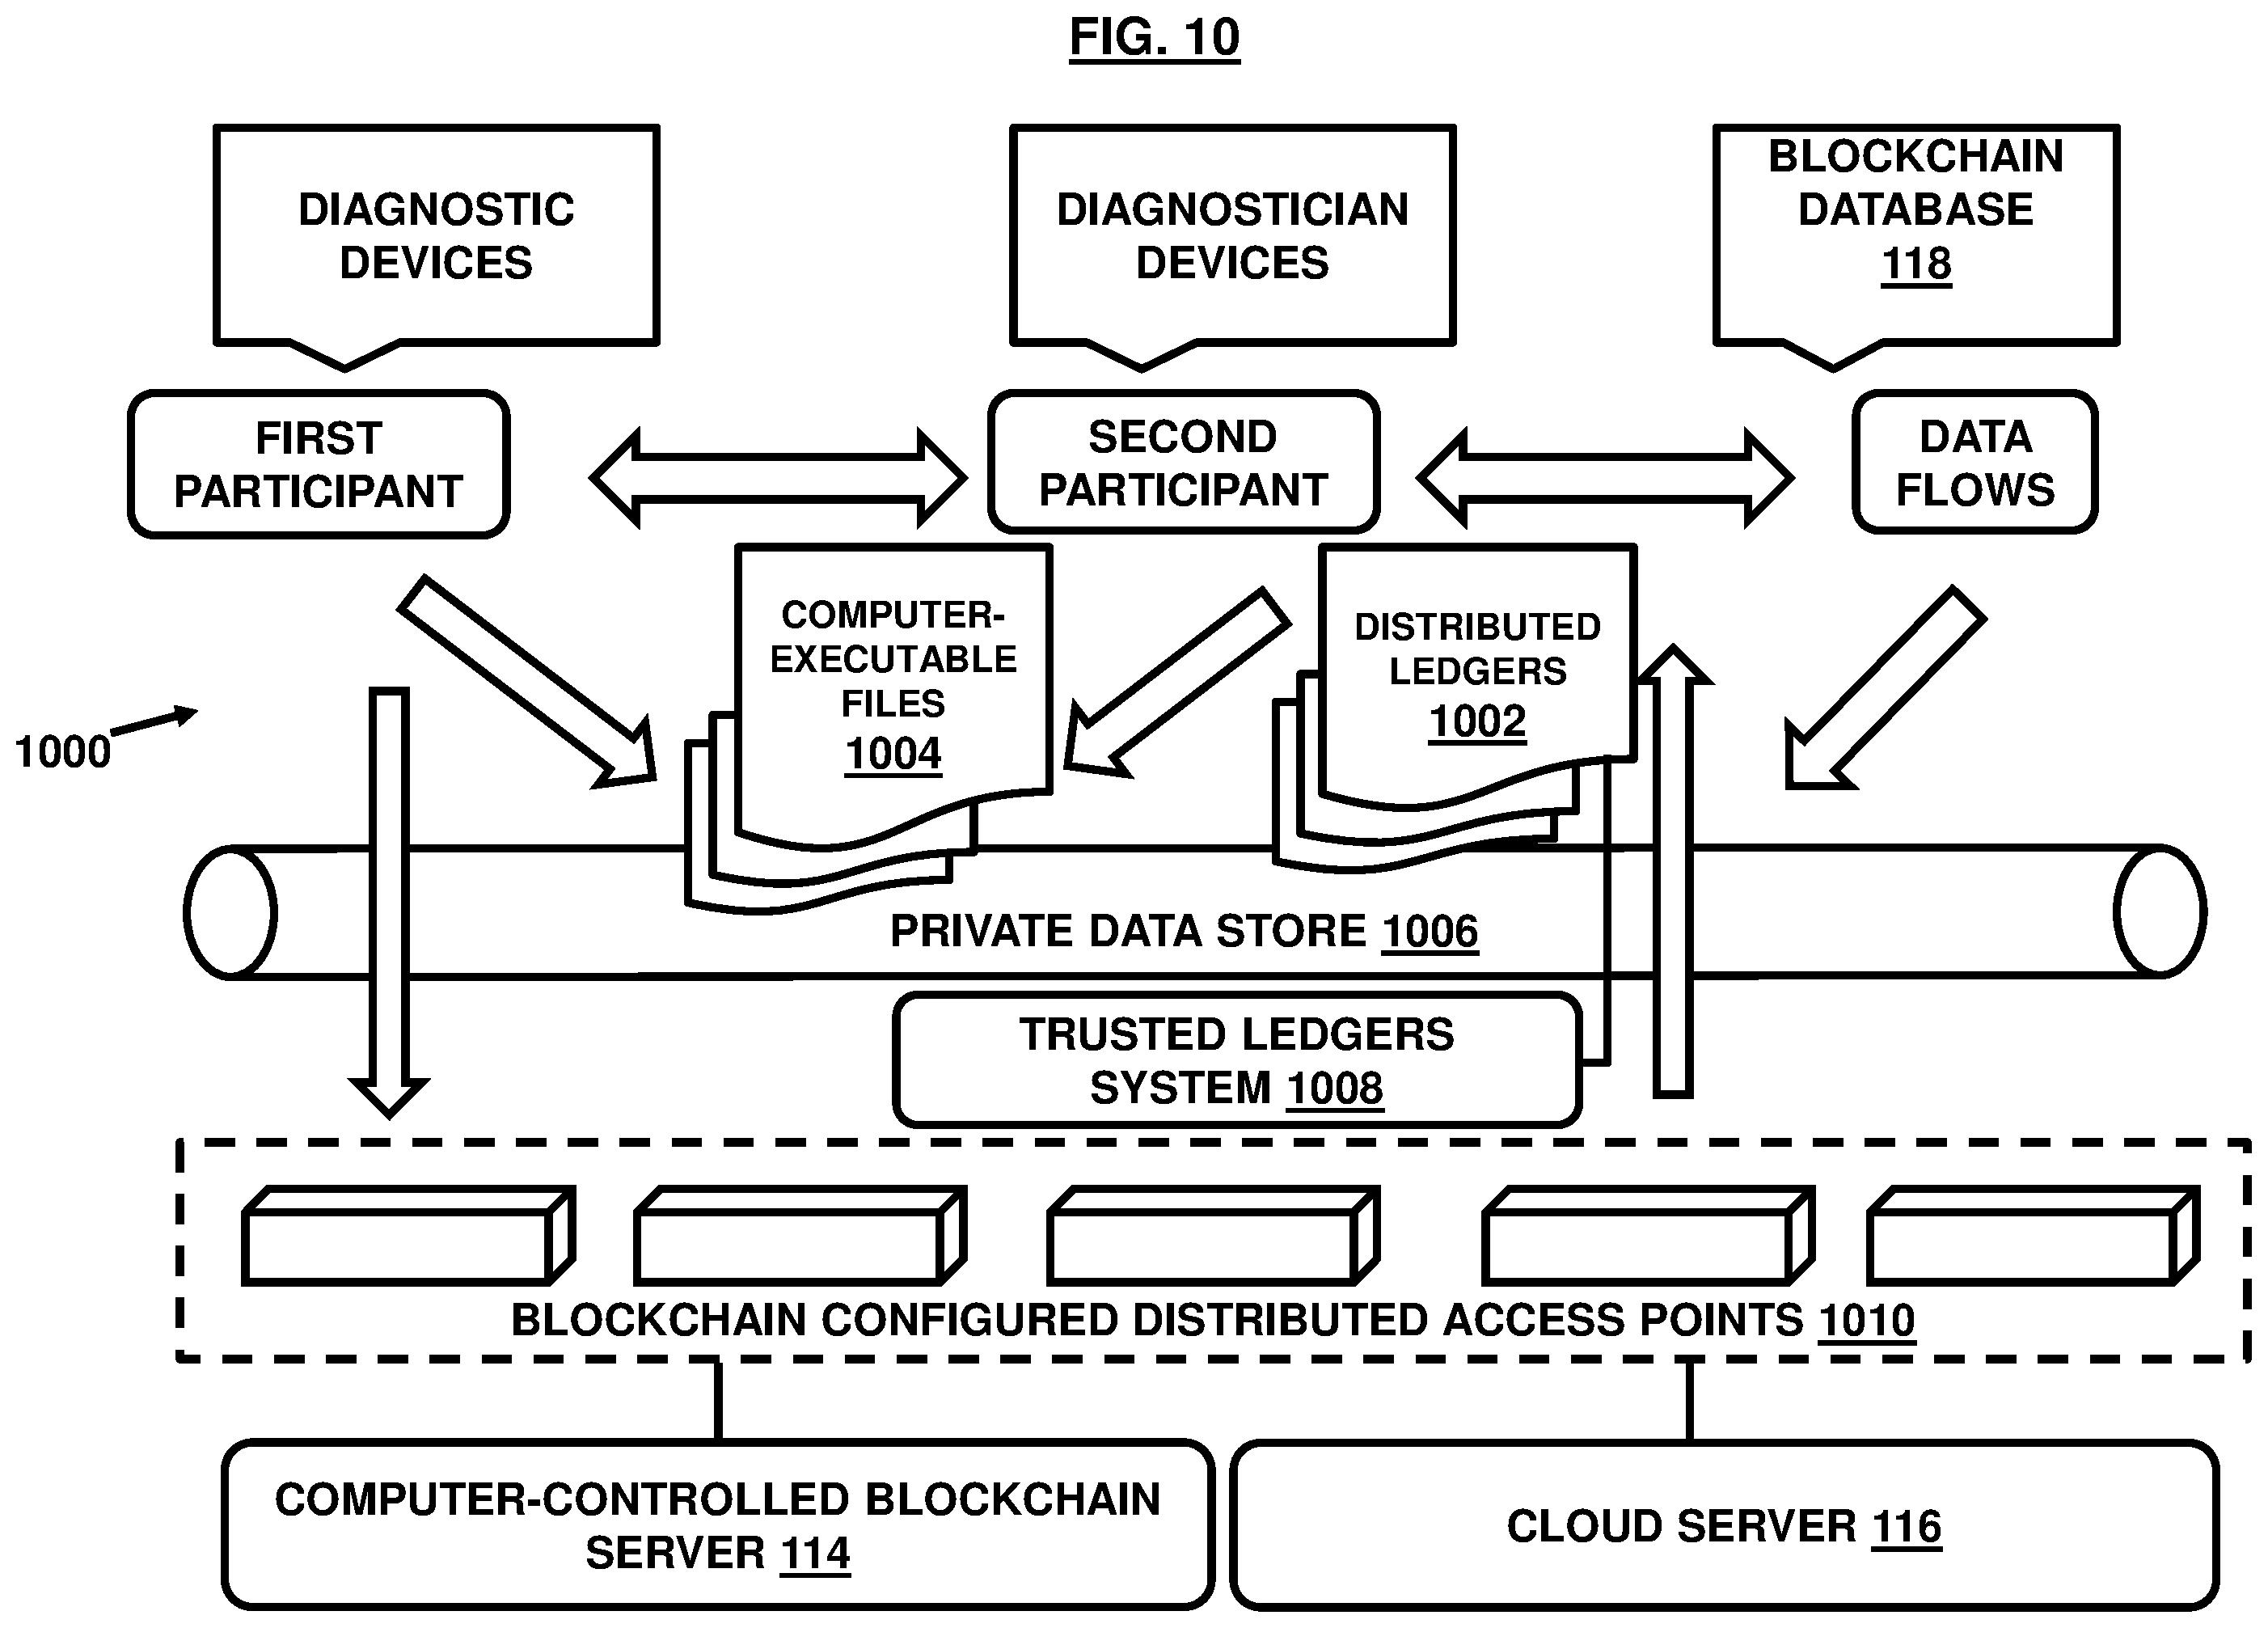 FIG. 10
DIAGNOSTIC
DEVICES
DIAGNOSTICIAN
DEVICES
BLOCKCHAIN
DATABASE
118
FIRST
PARTICIPANT
SECOND
PARTICIPANT
DATA
FLOWS
COMPUTER-
EXECUTABLE
FILES
1004
DISTRIBUTED
LEDGERS
1002
1000
PRIVATE DATA STORE 1006
TRUSTED LEDGERS
SYSTEM 1008
BLOCKCHAIN CONFIGURED DISTRIBUTED ACCESS POINTS 1010
COMPUTER-CONTROLLED BLOCKCHAIN
SERVER 114
CLOUD SERVER 116